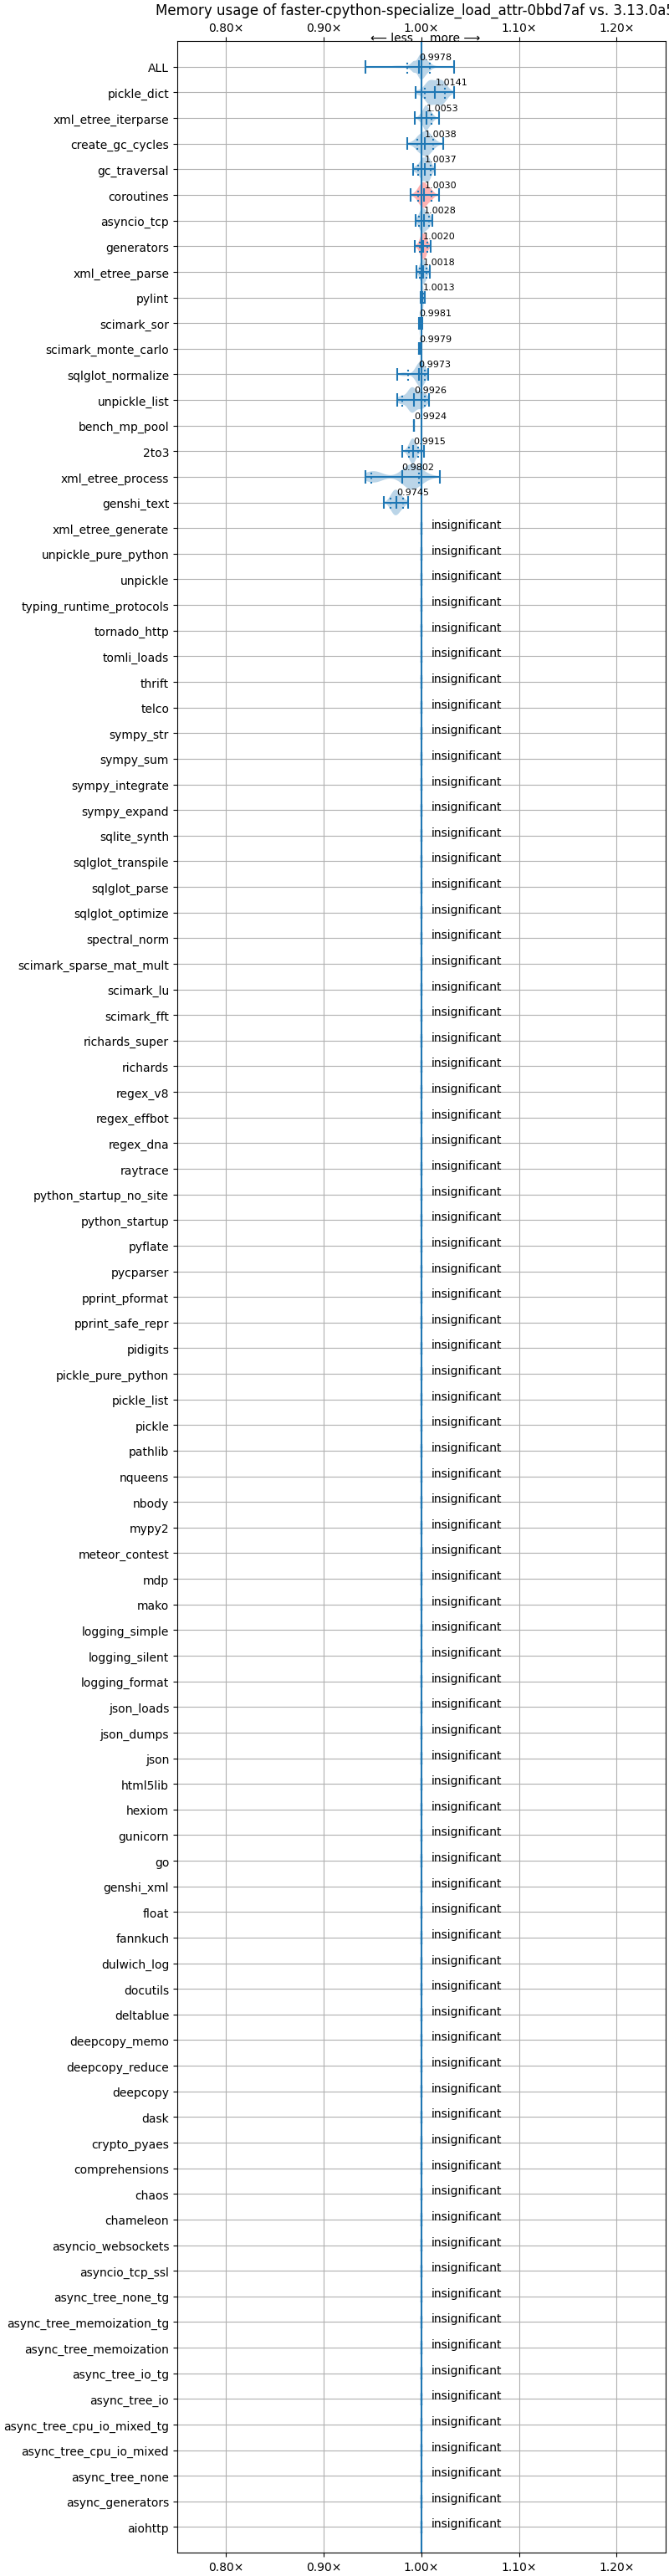 Memory usage of faster-cpython-specialize_load_attr-0bbd7af vs. 3.13.0a5
0.80× 0.90× 1.00× 1.10× 1.20×
⟵ less more ⟶
ALL 0.9978
pickle_dict 1.0141
xml_etree_iterparse 1.0053
create_gc_cycles 1.0038
gc_traversal 1.0037
coroutines 1.0030
asyncio_tcp 1.0028
generators 1.0020
xml_etree_parse 1.0018
pylint 1.0013
scimark_sor 0.9981
scimark_monte_carlo 0.9979
sqlglot_normalize 0.9973
unpickle_list 0.9926
bench_mp_pool 0.9924
2to3 0.9915
xml_etree_process 0.9802
genshi_text 0.9745
xml_etree_generate insignificant
unpickle_pure_python insignificant
unpickle insignificant
typing_runtime_protocols insignificant
tornado_http insignificant
tomli_loads insignificant
thrift insignificant
telco insignificant
sympy_str insignificant
sympy_sum insignificant
sympy_integrate insignificant
sympy_expand insignificant
sqlite_synth insignificant
sqlglot_transpile insignificant
sqlglot_parse insignificant
sqlglot_optimize insignificant
spectral_norm insignificant
scimark_sparse_mat_mult insignificant
scimark_lu insignificant
scimark_fft insignificant
richards_super insignificant
richards insignificant
regex_v8 insignificant
regex_effbot insignificant
regex_dna insignificant
raytrace insignificant
python_startup_no_site insignificant
python_startup insignificant
pyflate insignificant
pycparser insignificant
pprint_pformat insignificant
pprint_safe_repr insignificant
pidigits insignificant
pickle_pure_python insignificant
pickle_list insignificant
pickle insignificant
pathlib insignificant
nqueens insignificant
nbody insignificant
mypy2 insignificant
meteor_contest insignificant
mdp insignificant
mako insignificant
logging_simple insignificant
logging_silent insignificant
logging_format insignificant
json_loads insignificant
json_dumps insignificant
json insignificant
html5lib insignificant
hexiom insignificant
gunicorn insignificant
go insignificant
genshi_xml insignificant
float insignificant
fannkuch insignificant
dulwich_log insignificant
docutils insignificant
deltablue insignificant
deepcopy_memo insignificant
deepcopy_reduce insignificant
deepcopy insignificant
dask insignificant
crypto_pyaes insignificant
comprehensions insignificant
chaos insignificant
chameleon insignificant
asyncio_websockets insignificant
asyncio_tcp_ssl insignificant
async_tree_none_tg insignificant
async_tree_memoization_tg insignificant
async_tree_memoization insignificant
async_tree_io_tg insignificant
async_tree_io insignificant
async_tree_cpu_io_mixed_tg insignificant
async_tree_cpu_io_mixed insignificant
async_tree_none insignificant
async_generators insignificant
aiohttp insignificant
0.80× 0.90× 1.00× 1.10× 1.20×